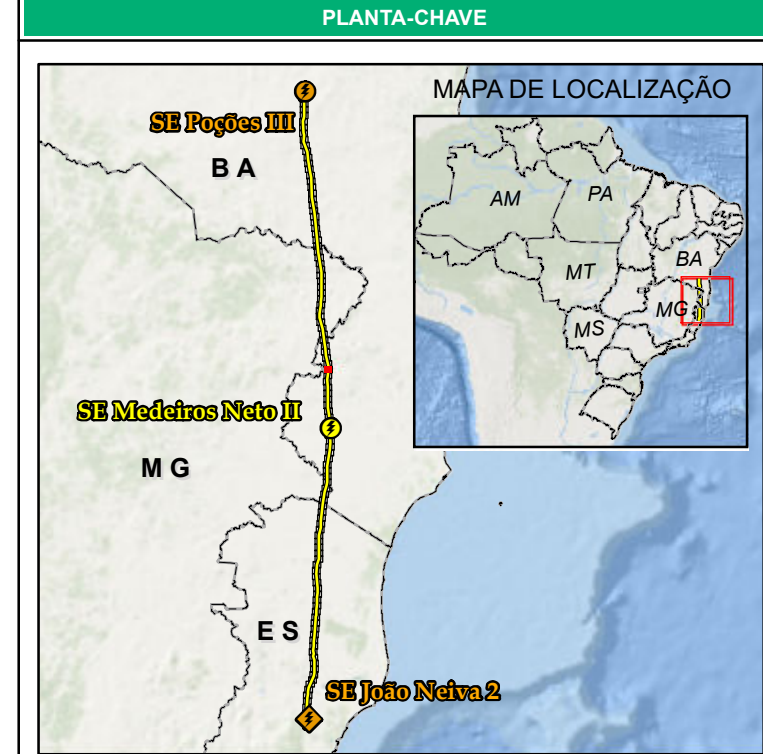 PLANTA-CHAVE
MAPA DE LOCALIZAÇÃO
SE Poções III
B A
AM
PA
BA
MT
MG
MS
SE Medeiros Neto II
M G
E S
SE João Neiva 2